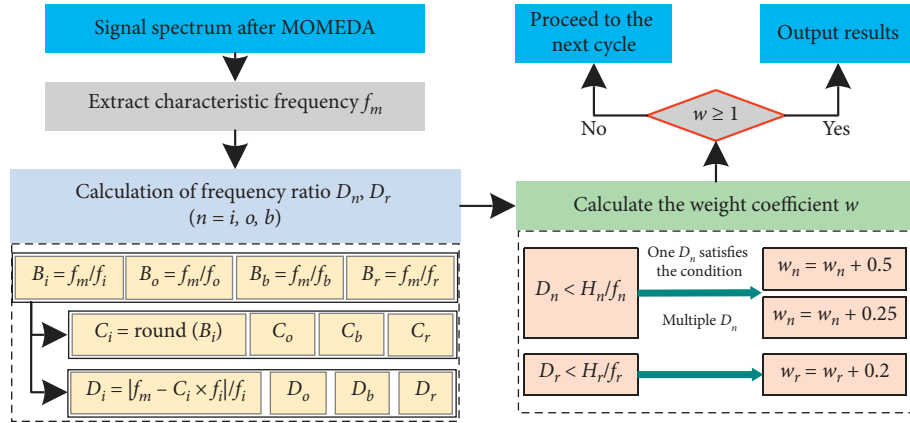 Signal spectrum after MOMEDA
Extract characteristic frequency f_m
Calculation of frequency ratio D_n, D_r
(n = i, o, b)
B_i = f_m/f_i
B_o = f_m/f_o
B_b = f_m/f_b
B_r = f_m/f_r
C_i = round (B_i)
C_o
C_b
C_r
D_i = |f_m − C_i × f_i|/f_i
D_o
D_b
D_r
Proceed to the
next cycle
Output results
w ≥ 1
No
Yes
Calculate the weight coefficient w
D_n < H_n/f_n
One D_n satisfies
the condition
Multiple D_n
w_n = w_n + 0.5
w_n = w_n + 0.25
D_r < H_r/f_r
w_r = w_r + 0.2